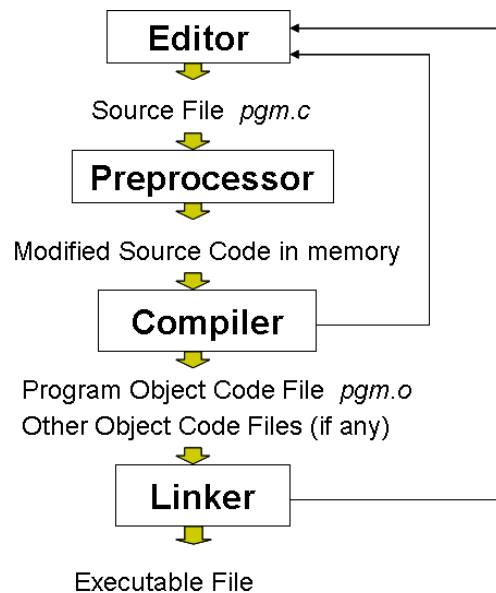 Editor
Source File pgm.c
Preprocessor
Modified Source Code in memory
Compiler
Program Object Code File pgm.o
Other Object Code Files (if any)
Linker
Executable File